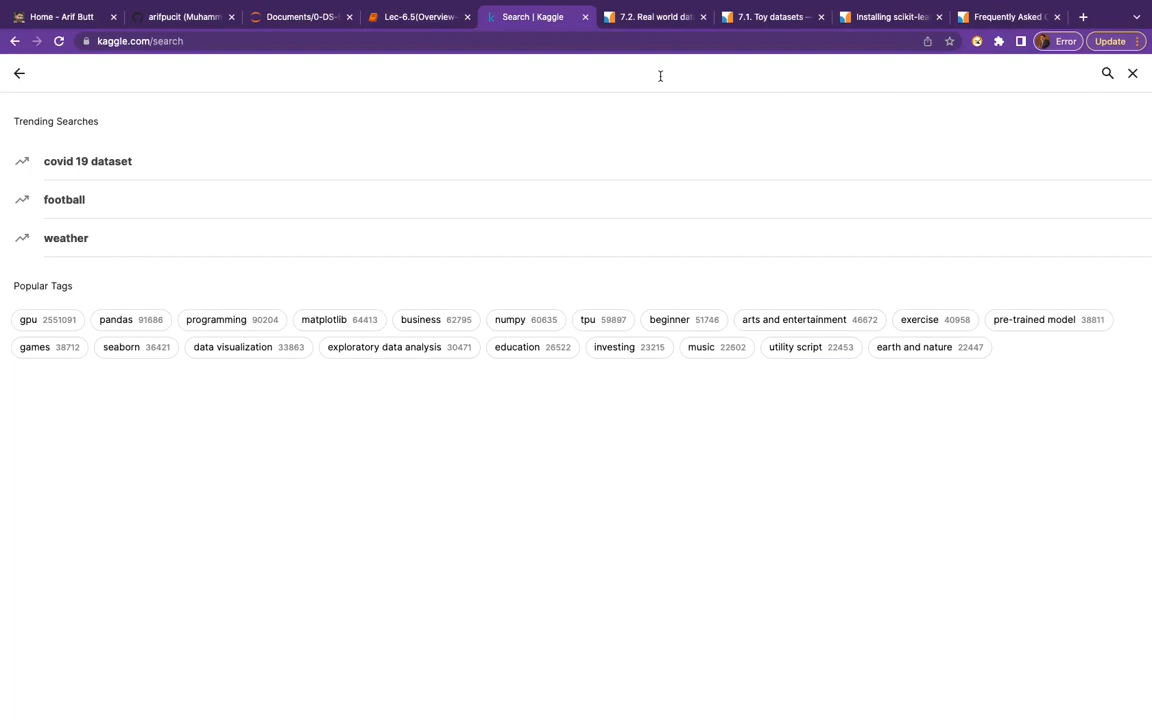 Home - Arif Butt
arifpucit (Muhamm
Documents/0-DS-
Lec-6.5(Overview-
Search | Kaggle
7.2. Real world dat
7.1. Toy datasets —
Installing scikit-lea
Frequently Asked
kaggle.com/search
Error
Update
Trending Searches
covid 19 dataset
football
weather
Popular Tags
gpu 2551091 pandas 91686 programming 90204 matplotlib 64413 business 62795 numpy 60635 tpu 59897 beginner 51746 arts and entertainment 46672 exercise 40958 pre-trained model 38811
games 38712 seaborn 36421 data visualization 33863 exploratory data analysis 30471 education 26522 investing 23215 music 22602 utility script 22453 earth and nature 22447